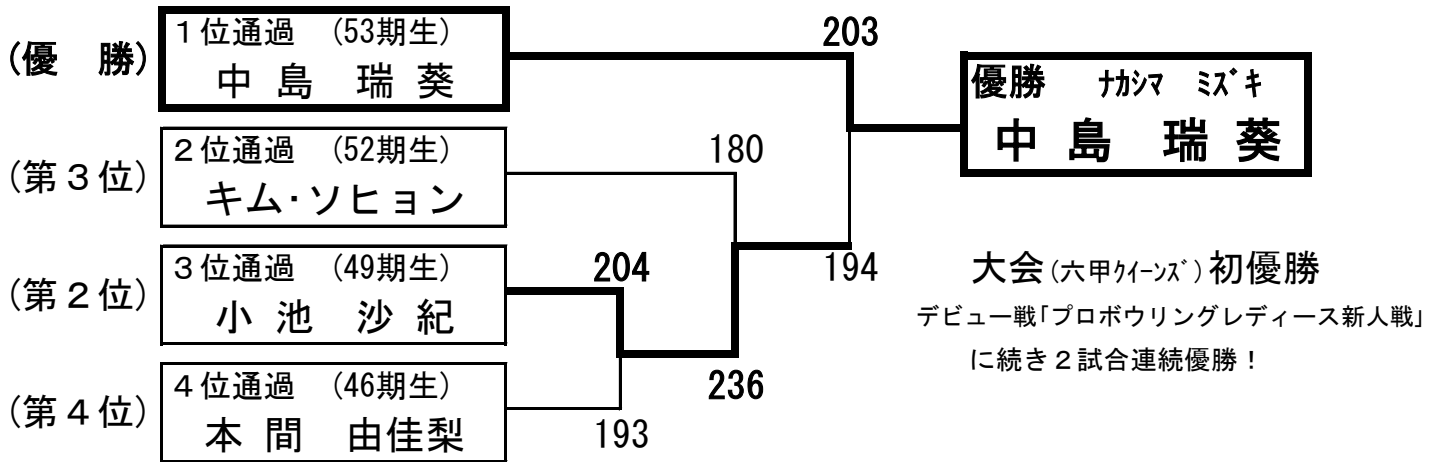 (優　勝)
１位通過　(53期生)
中 島　瑞 葵
203
優勝　ﾅｶｼﾏ　ﾐｽﾞｷ
中 島　瑞 葵
(第３位)
２位通過　(52期生)
キム・ソヒョン
180
(第２位)
３位通過　(49期生)
小 池　沙 紀
204
194
大会(六甲ｸｲｰﾝｽﾞ)初優勝
デビュー戦｢プロボウリングレディース新人戦｣
に続き２試合連続優勝！
(第４位)
４位通過　(46期生)
本 間　由佳梨
236
193